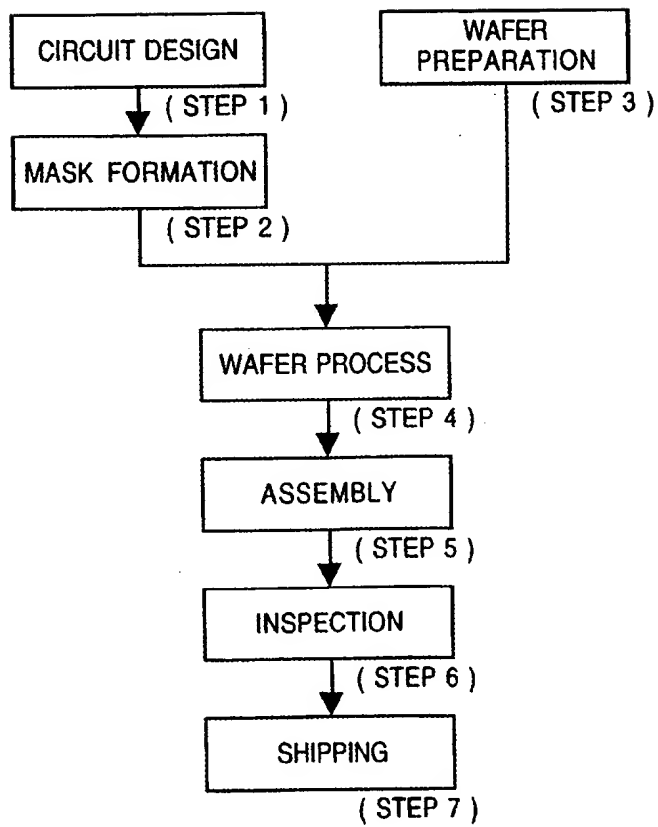 CIRCUIT DESIGN
( STEP 1 )
MASK FORMATION
( STEP 2 )
WAFER
PREPARATION
( STEP 3 )
WAFER PROCESS
( STEP 4 )
ASSEMBLY
( STEP 5 )
INSPECTION
( STEP 6 )
SHIPPING
( STEP 7 )